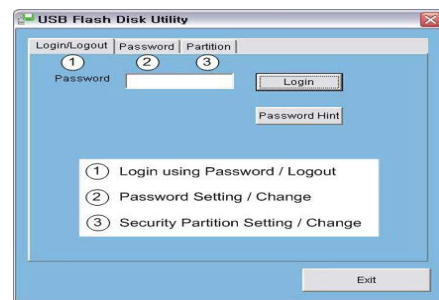 USB Flash Disk Utility
Login/Logout Password Partition
1 2 3
Password Login
Password Hint
1 Login using Password / Logout
2 Password Setting / Change
3 Security Partition Setting / Change
Exit